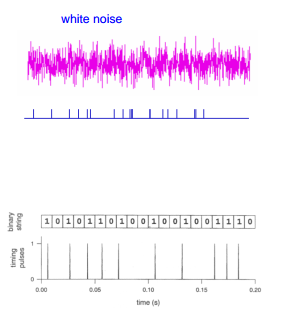 white noise
binary string
1 0 1 0 1 1 0 1 0 0 1 0 0 1 0 0 1 1 1 0
timing pulses
1
0
0.00 0.05 0.10 0.15 0.20
time (s)